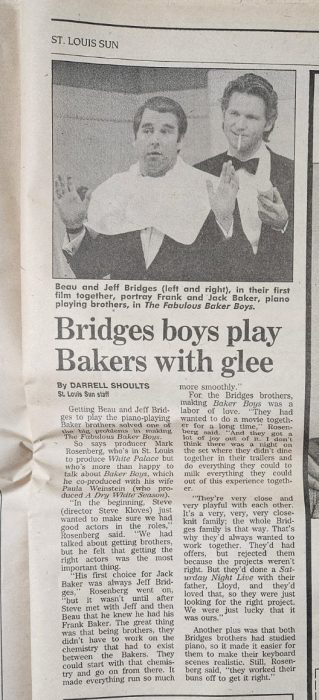 ST. LOUIS SUN
Beau and Jeff Bridges (left and right), in their first
film together, portray Frank and Jack Baker, piano
playing brothers, in The Fabulous Baker Boys.
Bridges boys play
Bakers with glee
By DARRELL SHOULTS
St. Louis Sun staff
Getting Beau and Jeff Brid-
ges to play the piano-playing
Baker brothers solved one of
the big problems in making
The Fabulous Baker Boys.
So says producer Mark
Rosenberg, who's in St. Louis
to produce White Palace but
who's more than happy to
talk about Baker Boys, which
he co-produced with his wife
Paula Weinstein (who pro-
duced A Dry White Season).
"In the beginning, Steve
(director Steve Kloves) just
wanted to make sure we had
good actors in the roles,"
Rosenberg said. "We had
talked about getting brothers,
but he felt that getting the
right actors was the most
important thing.
"His first choice for Jack
Baker was always Jeff Brid-
ges," Rosenberg went on,
"but it wasn't until after
Steve met with Jeff and then
Beau that he knew he had his
Frank Baker. The great thing
was that being brothers, they
didn't have to work on the
chemistry that had to exist
between the Bakers. They
could start with that chemis-
try and go on from there. It
made everything run so much
more smoothly."
For the Bridges brothers,
making Baker Boys was a
labor of love. "They had
wanted to do a movie togeth-
er for a long time," Rosen-
berg said. "And they got a
lot of joy out of it. I don't
think there was a night on
the set where they didn't dine
together in their trailers and
do everything they could to
milk everything they could
out of this experience togeth-
er.
"They're very close and
very playful with each other.
It's a very, very, very close-
knit family; the whole Brid-
ges family is that way. That's
why they'd always wanted to
work together. They'd had
offers, but rejected them
because the projects weren't
right. But they'd done a Sat-
urday Night Live with their
father, Lloyd, and they'd
loved that, so they were just
looking for the right project.
We were just lucky that it
was ours."
Another plus was that both
Bridges brothers had studied
piano, so it made it easier for
them to make their keyboard
scenes realistic. Still, Rosen-
berg said, "they worked their
buns off to get it right."